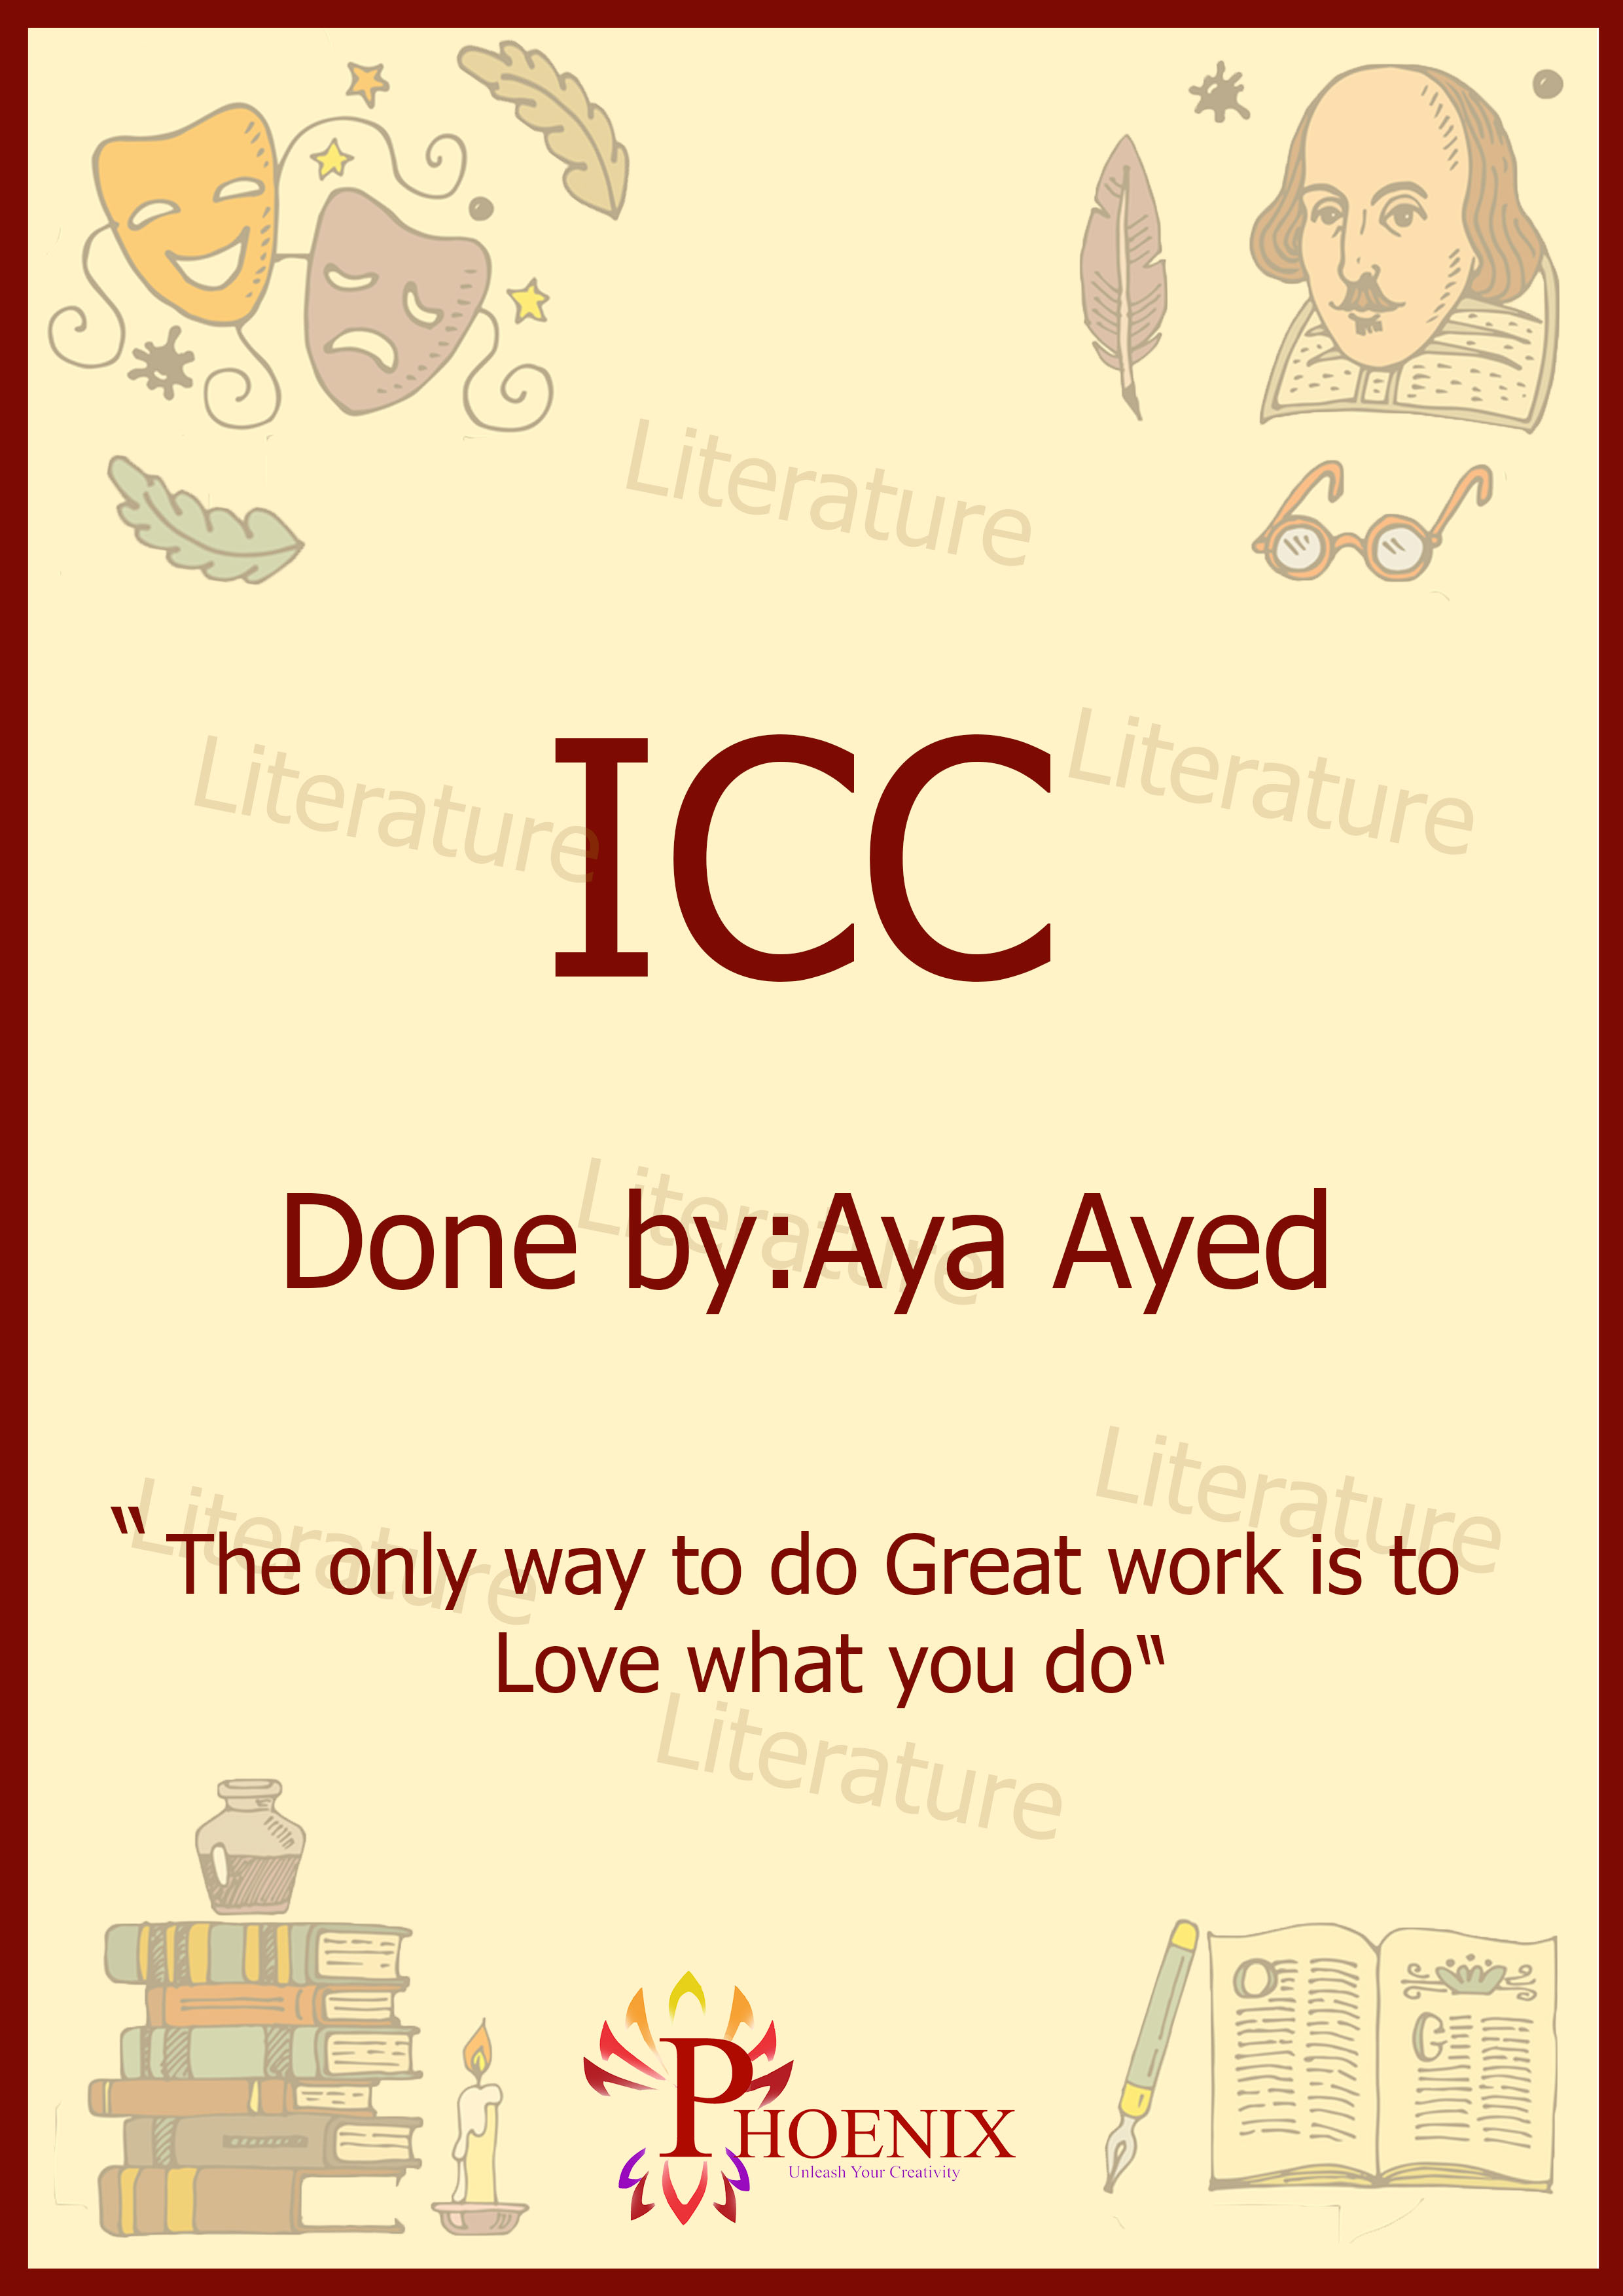 Literature
Literature
Literature
ICC
Literature
Done by:Aya Ayed
Literature
Literature
“ The only way to do Great work is to
Love what you do“
Literature
O
G
PHOENIX
Unleash Your Creativity